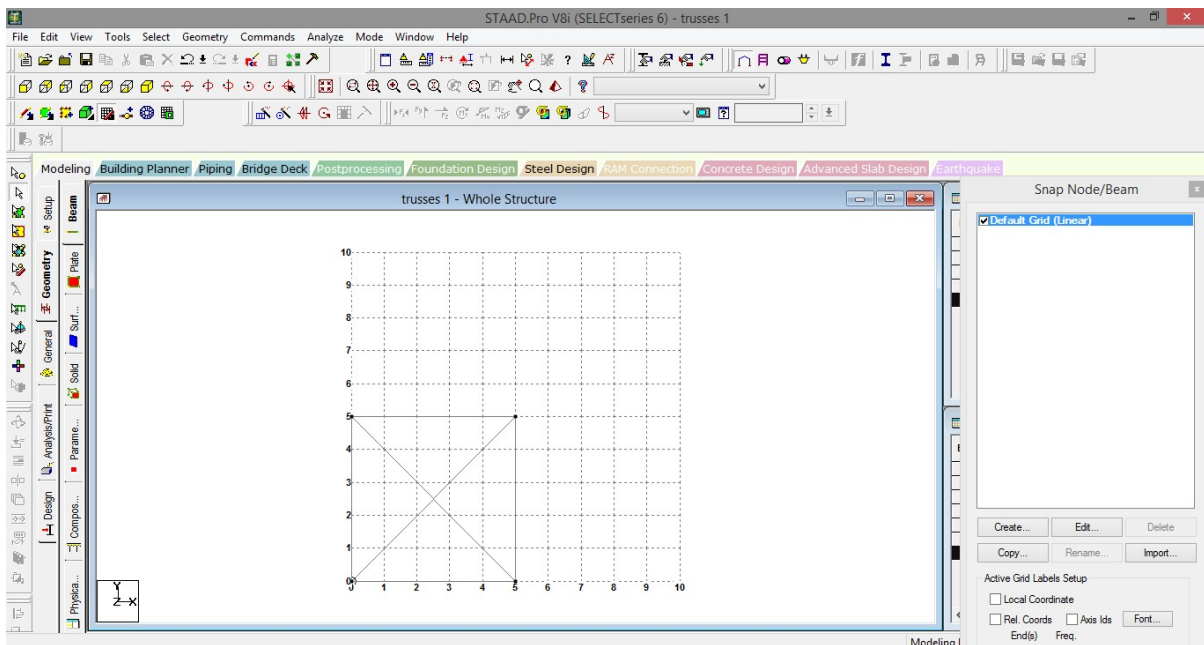 STAAD.Pro V8i (SELECTseries 6) - trusses 1
File Edit View Tools Select Geometry Commands Analyze Mode Window Help
Modeling Building Planner Piping Bridge Deck Postprocessing Foundation Design Steel Design RAM Connection Concrete Design Advanced Slab Design Earthquake
Setup
Geometry
General
Analysis/Print
Design
Beam
Plate
Surf...
Solid
Parame...
Compos...
Physica...
trusses 1 - Whole Structure
10
9
8
7
6
5
4
3
2
1
0 1 2 3 4 5 6 7 8 9 10
Y
Z X
Snap Node/Beam
Default Grid (Linear)
Create... Edit... Delete
Copy... Rename... Import...
Active Grid Labels Setup
Local Coordinate
Rel. Coords Axis Ids Font...
End(s) Freq.